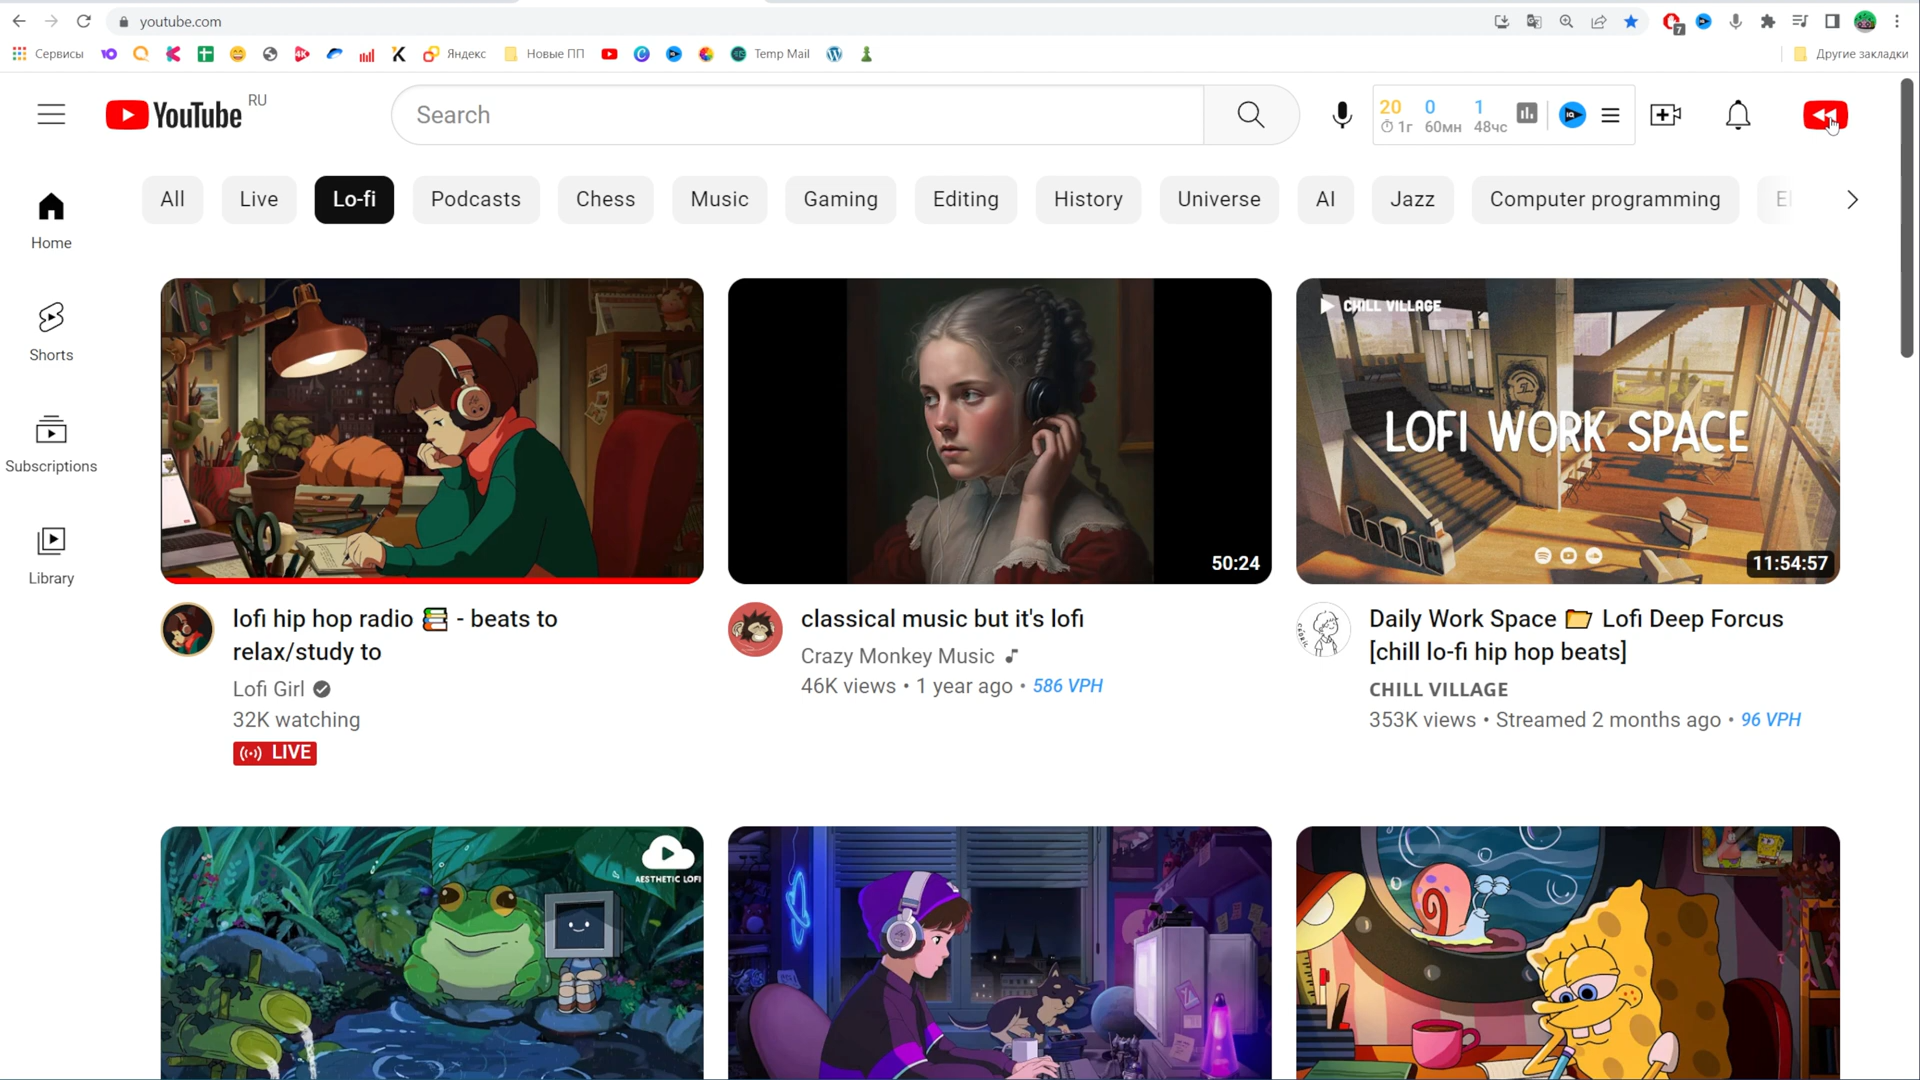 youtube.com
7
Сервисы
Яндекс
Новые ПП
Temp Mail
Другие закладки
YouTube RU
Search
20 0 1
1г 60мн 48чс
All Live Lo-fi Podcasts Chess Music Gaming Editing History Universe AI Jazz Computer programming
Home
Shorts
Subscriptions
Library
50:24
CHILL VILLAGE
LOFI WORK SPACE
11:54:57
lofi hip hop radio 📚 - beats to
relax/study to
Lofi Girl
32K watching
LIVE
classical music but it's lofi
Crazy Monkey Music
46K views • 1 year ago • 586 VPH
Daily Work Space 📂 Lofi Deep Forcus
[chill lo-fi hip hop beats]
CHILL VILLAGE
353K views • Streamed 2 months ago • 96 VPH
AESTHETIC LOFI